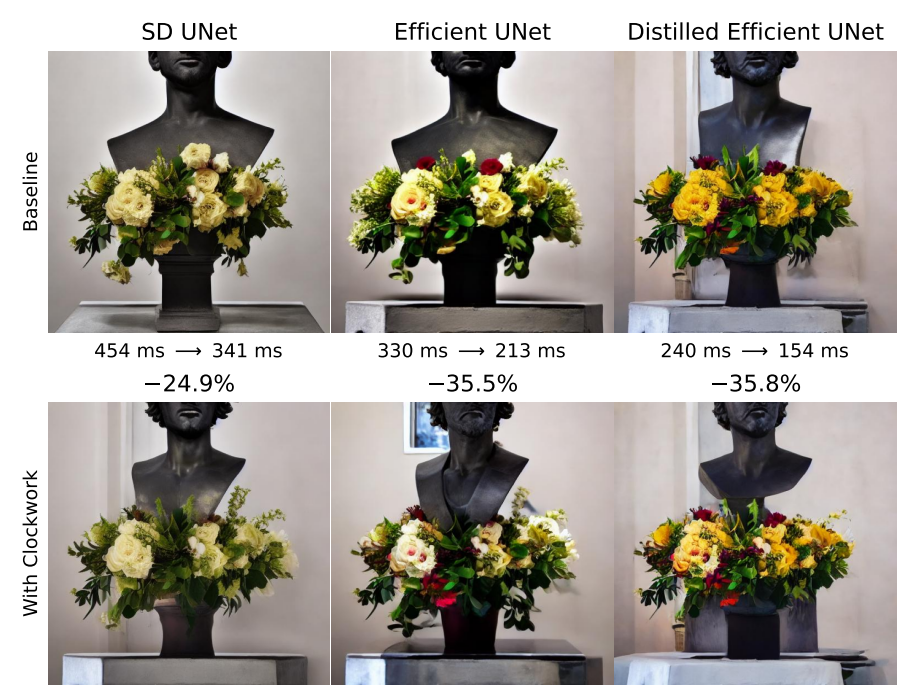 SD UNet
Efficient UNet
Distilled Efficient UNet
Baseline
454 ms ⟶ 341 ms
330 ms ⟶ 213 ms
240 ms ⟶ 154 ms
−24.9%
−35.5%
−35.8%
With Clockwork